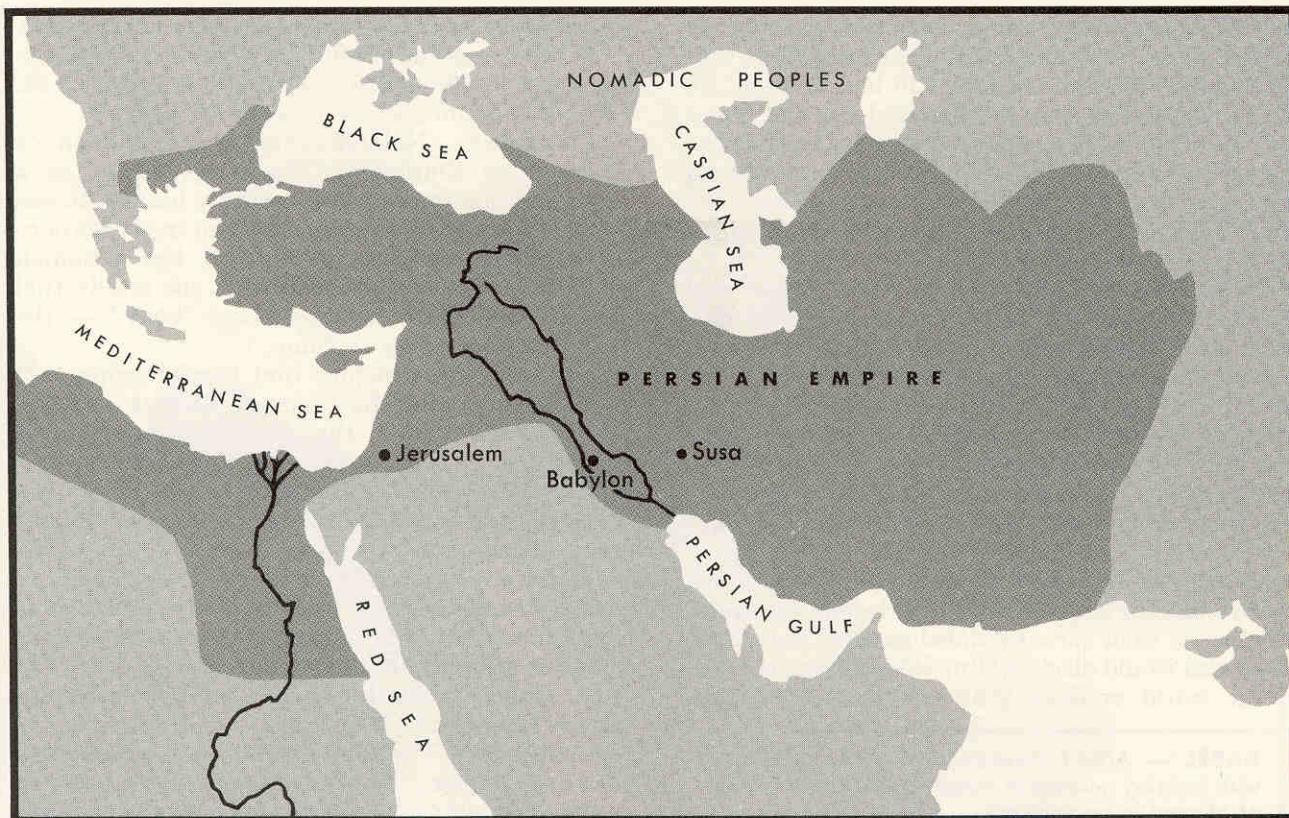 NOMADIC PEOPLES
BLACK SEA
CASPIAN SEA
MEDITERRANEAN SEA
PERSIAN EMPIRE
Jerusalem
Babylon
Susa
PERSIAN GULF
RED SEA